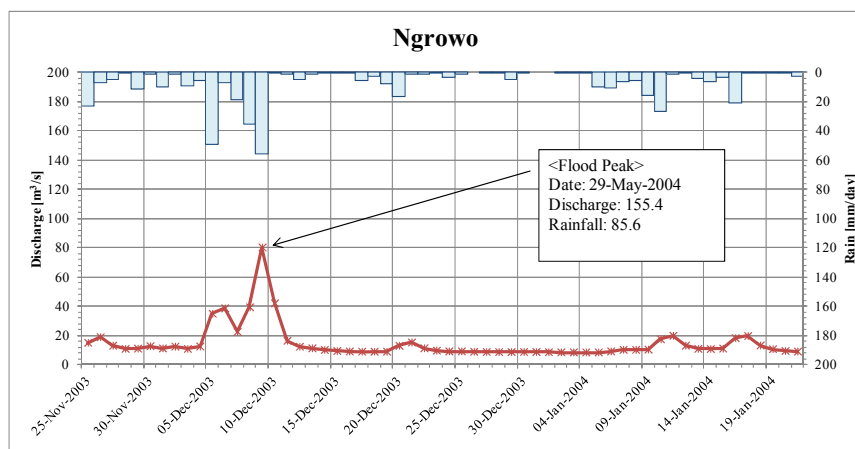 Ngrowo
200
180
160
140
120
100
80
60
40
20
0
Discharge [m³/s]
0
20
40
60
80
100
120
140
160
180
200
Rain [mm/day]
<Flood Peak>
Date: 29-May-2004
Discharge: 155.4
Rainfall: 85.6
25-Nov-2003
30-Nov-2003
05-Dec-2003
10-Dec-2003
15-Dec-2003
20-Dec-2003
25-Dec-2003
30-Dec-2003
04-Jan-2004
09-Jan-2004
14-Jan-2004
19-Jan-2004